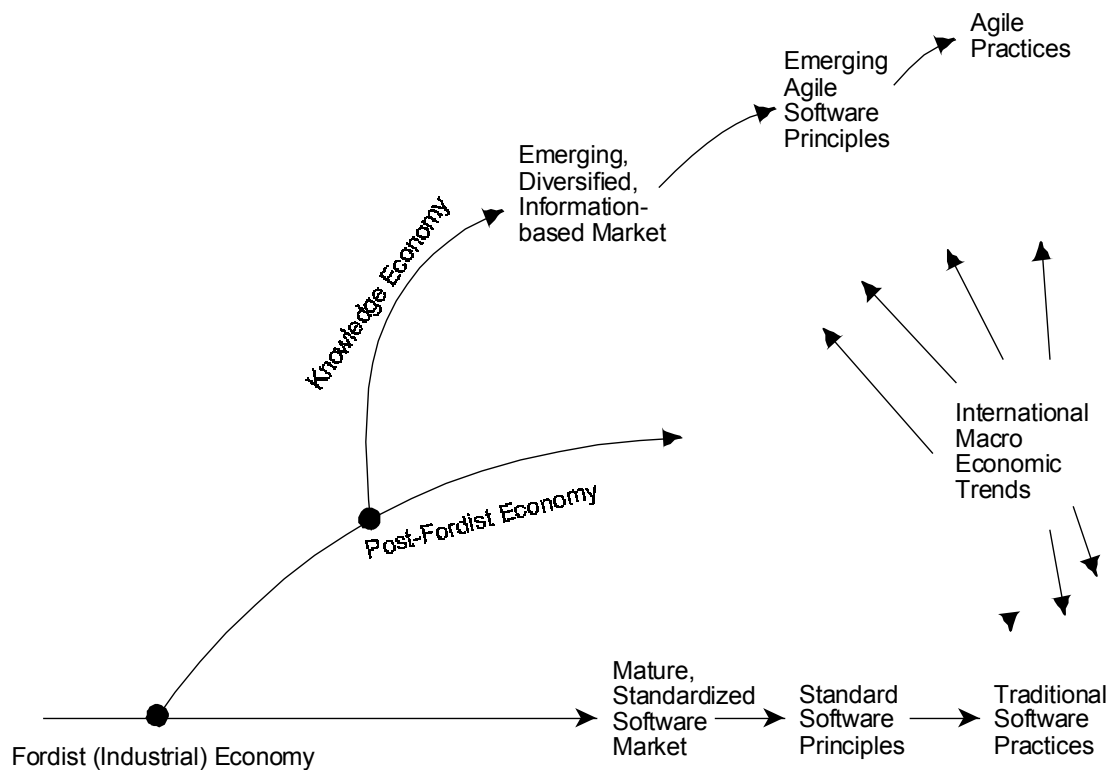 Agile
Practices
Emerging
Agile
Software
Principles
Emerging,
Diversified,
Information-
based Market
Knowledge Economy
International
Macro
Economic
Trends
Post-Fordist Economy
Mature,
Standardized
Software
Market
Standard
Software
Principles
Traditional
Software
Practices
Fordist (Industrial) Economy